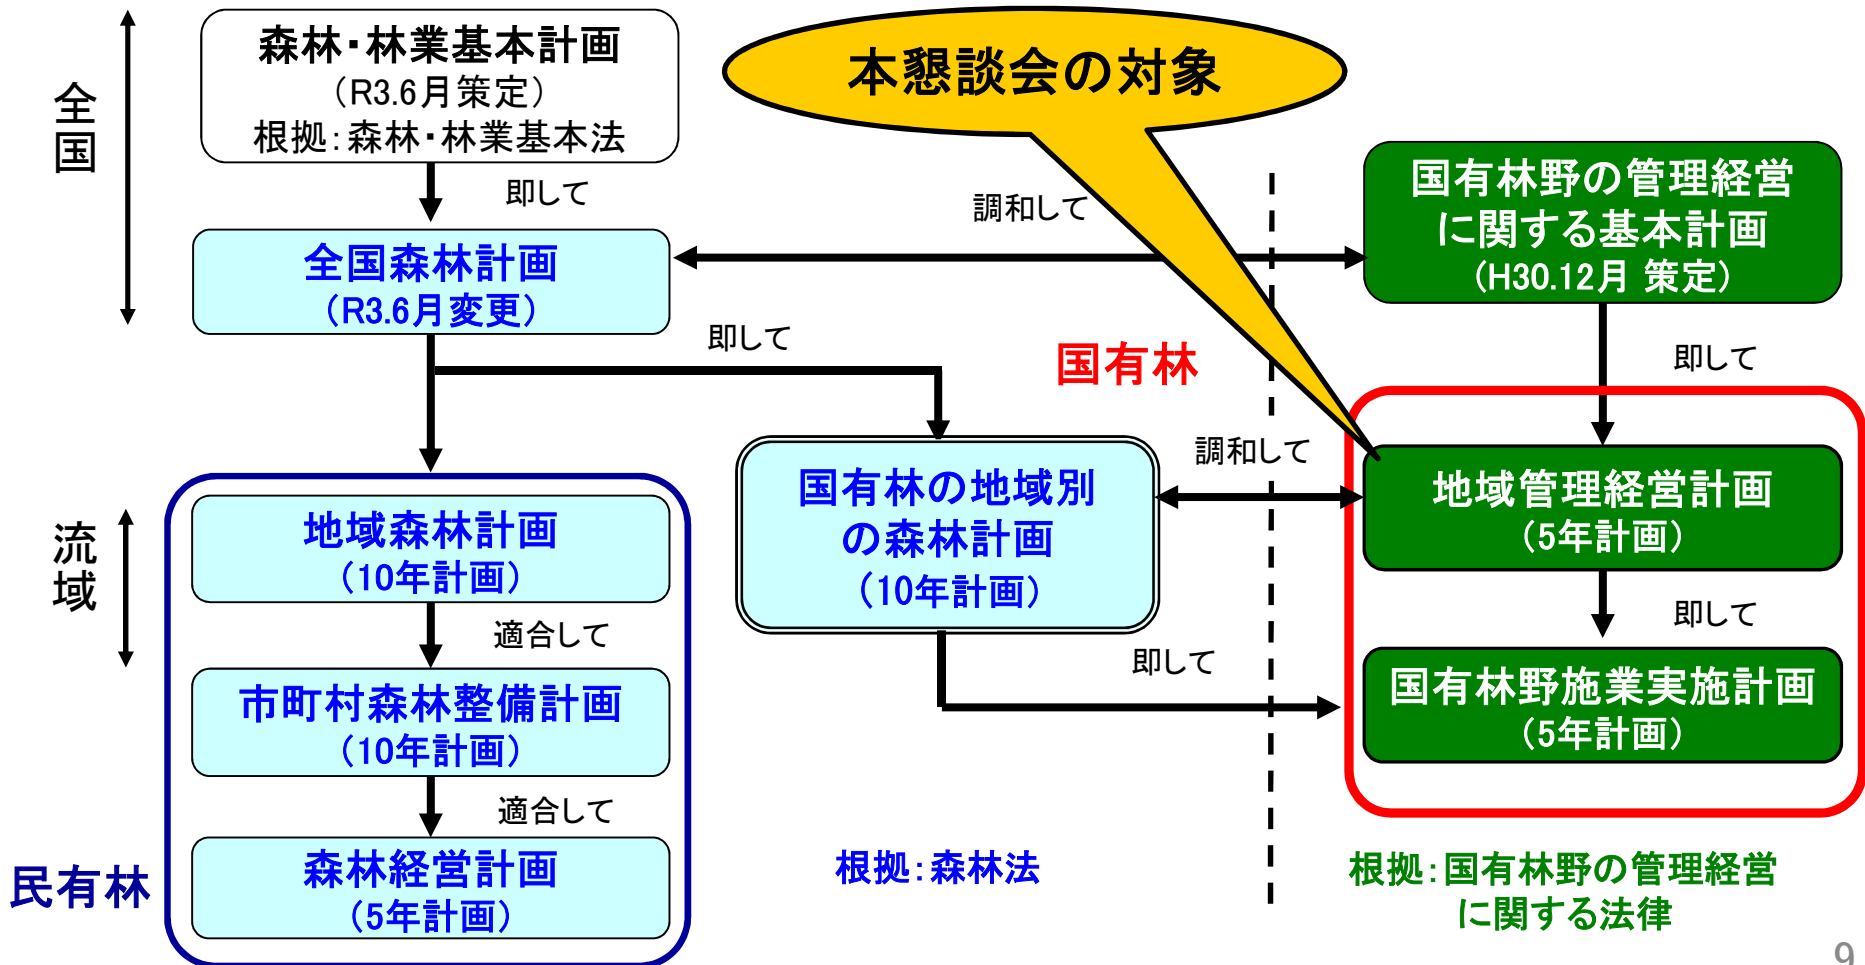 全国
森林・林業基本計画
（R3.6月策定）
根拠：森林・林業基本法
本懇談会の対象
即して
調和して
国有林野の管理経営
に関する基本計画
（H30.12月 策定）
全国森林計画
（R3.6月変更）
即して
国有林
即して
流域
地域森林計画
（10年計画）
国有林の地域別
の森林計画
（10年計画）
調和して
地域管理経営計画
（5年計画）
適合して
即して
即して
市町村森林整備計画
（10年計画）
国有林野施業実施計画
（5年計画）
適合して
民有林
森林経営計画
（5年計画）
根拠：森林法
根拠：国有林野の管理経営
に関する法律
9